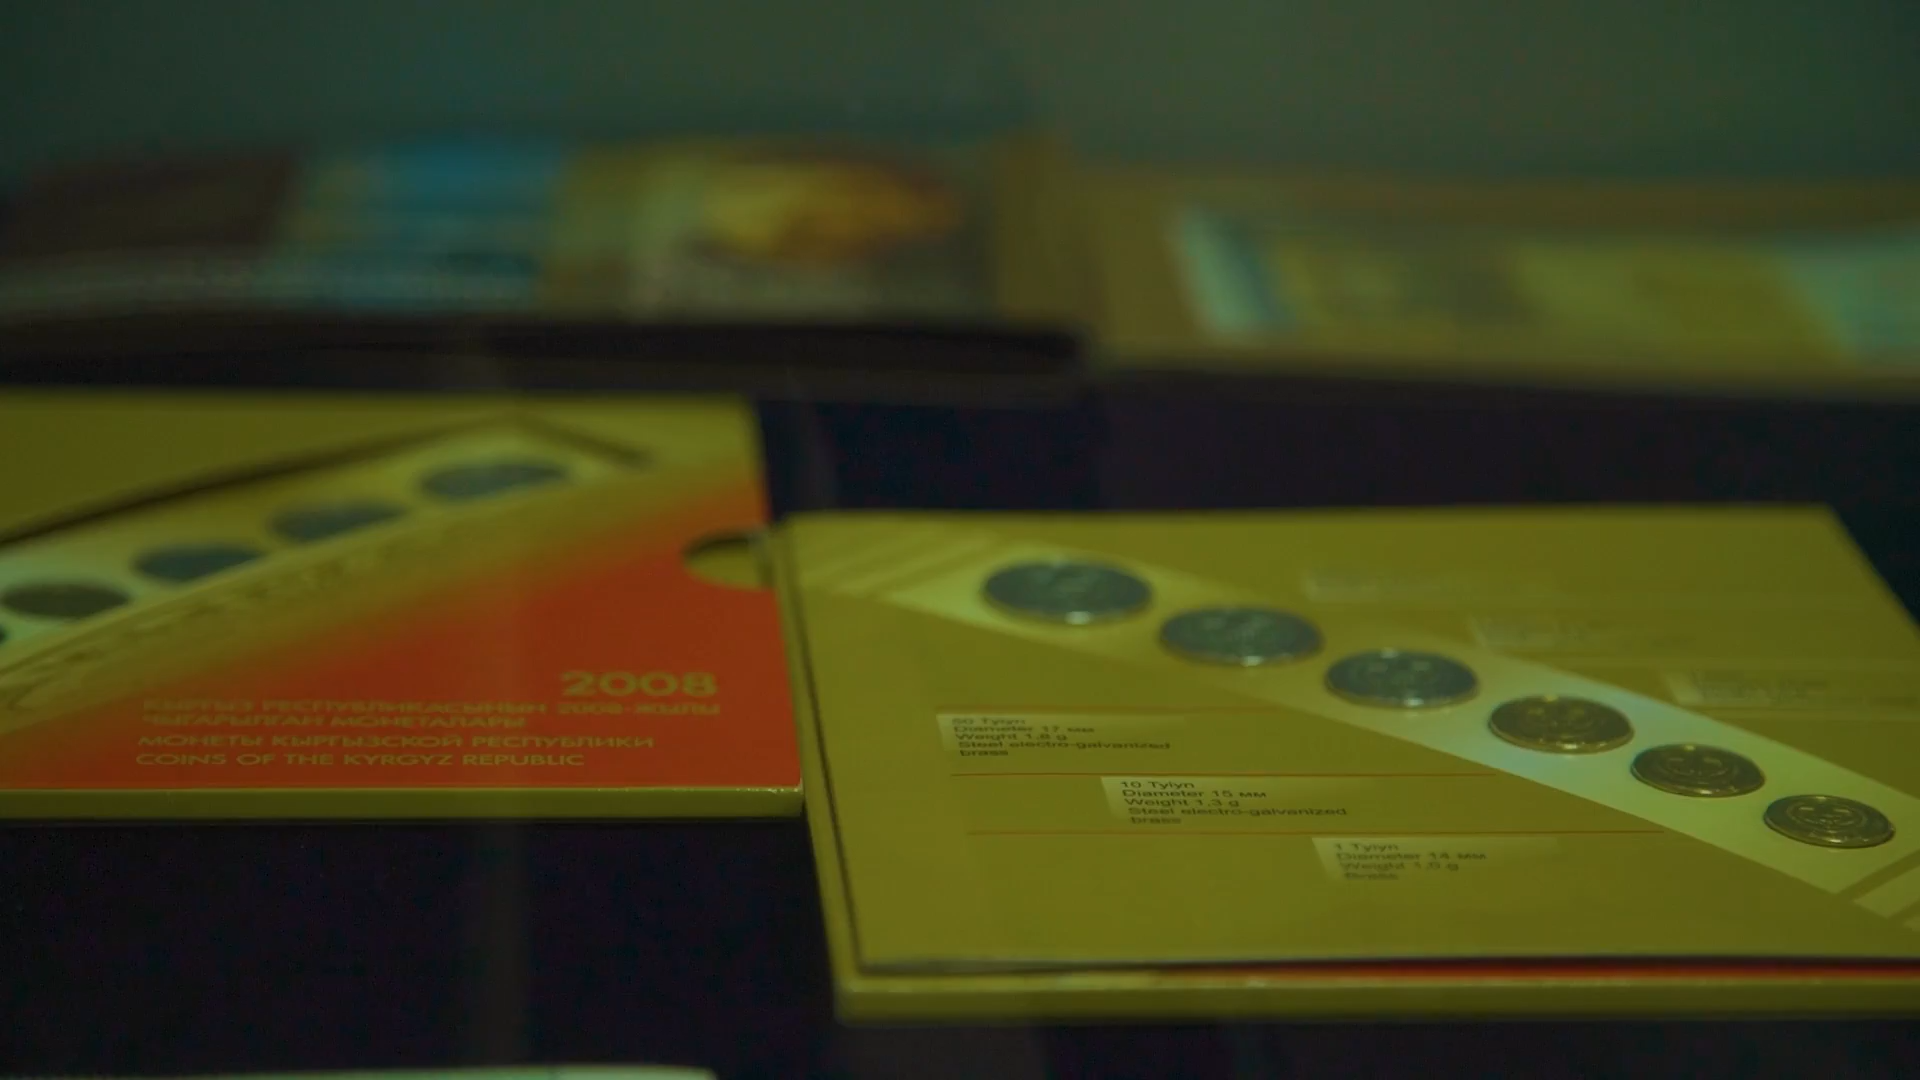 2008
КЫРГЫЗ РЕСПУБЛИКАСЫНЫН 2008-ЖЫЛЫ
ЧЫГАРЫЛГАН МОНЕТАЛАРЫ
МОНЕТЫ КЫРГЫЗСКОЙ РЕСПУБЛИКИ
COINS OF THE KYRGYZ REPUBLIC
50 Tyiyn
Diameter 17 мм
Weight 1,8 g
Steel electro-galvanized
brass
10 Tyiyn
Diameter 15 мм
Weight 1,3 g
Steel electro-galvanized
brass
1 Tyiyn
Diameter 14 мм
Weight 1,0 g
Brass